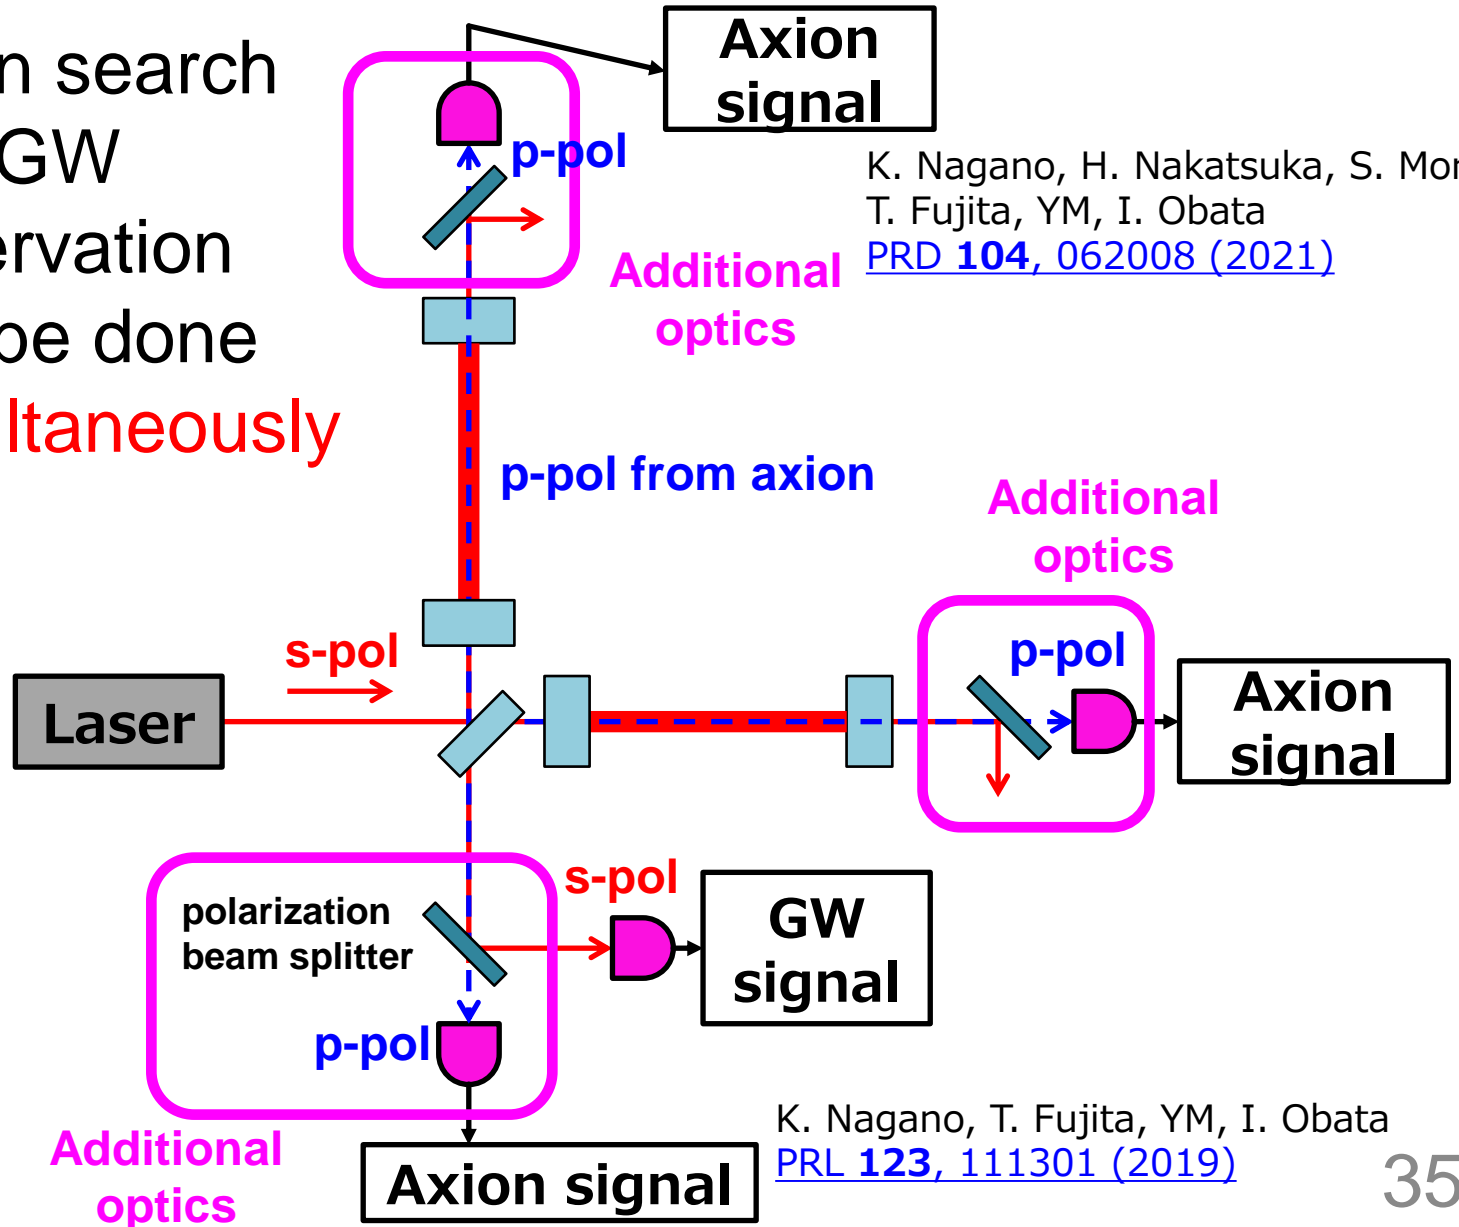 n search
GW
ervation
be done
ltaneously
Axion
signal
p-pol
K. Nagano, H. Nakatsuka, S. Mor
T. Fujita, YM, I. Obata
PRD 104, 062008 (2021)
Additional
optics
p-pol from axion
Additional
optics
s-pol
p-pol
Laser
Axion
signal
s-pol
polarization
beam splitter
GW
signal
p-pol
Additional
optics
Axion signal
K. Nagano, T. Fujita, YM, I. Obata
PRL 123, 111301 (2019)
35